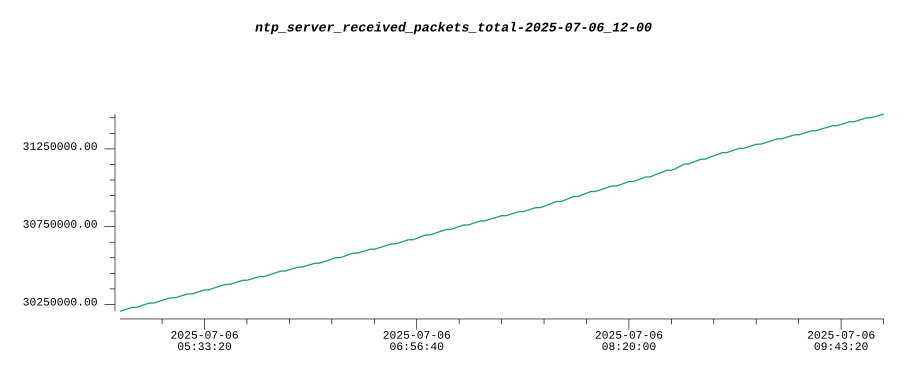 ntp_server_received_packets_total-2025-07-06_12-00
31250000.00
30750000.00
30250000.00
2025-07-06 2025-07-06 2025-07-06 2025-07-06
05:33:20 06:56:40 08:20:00 09:43:20